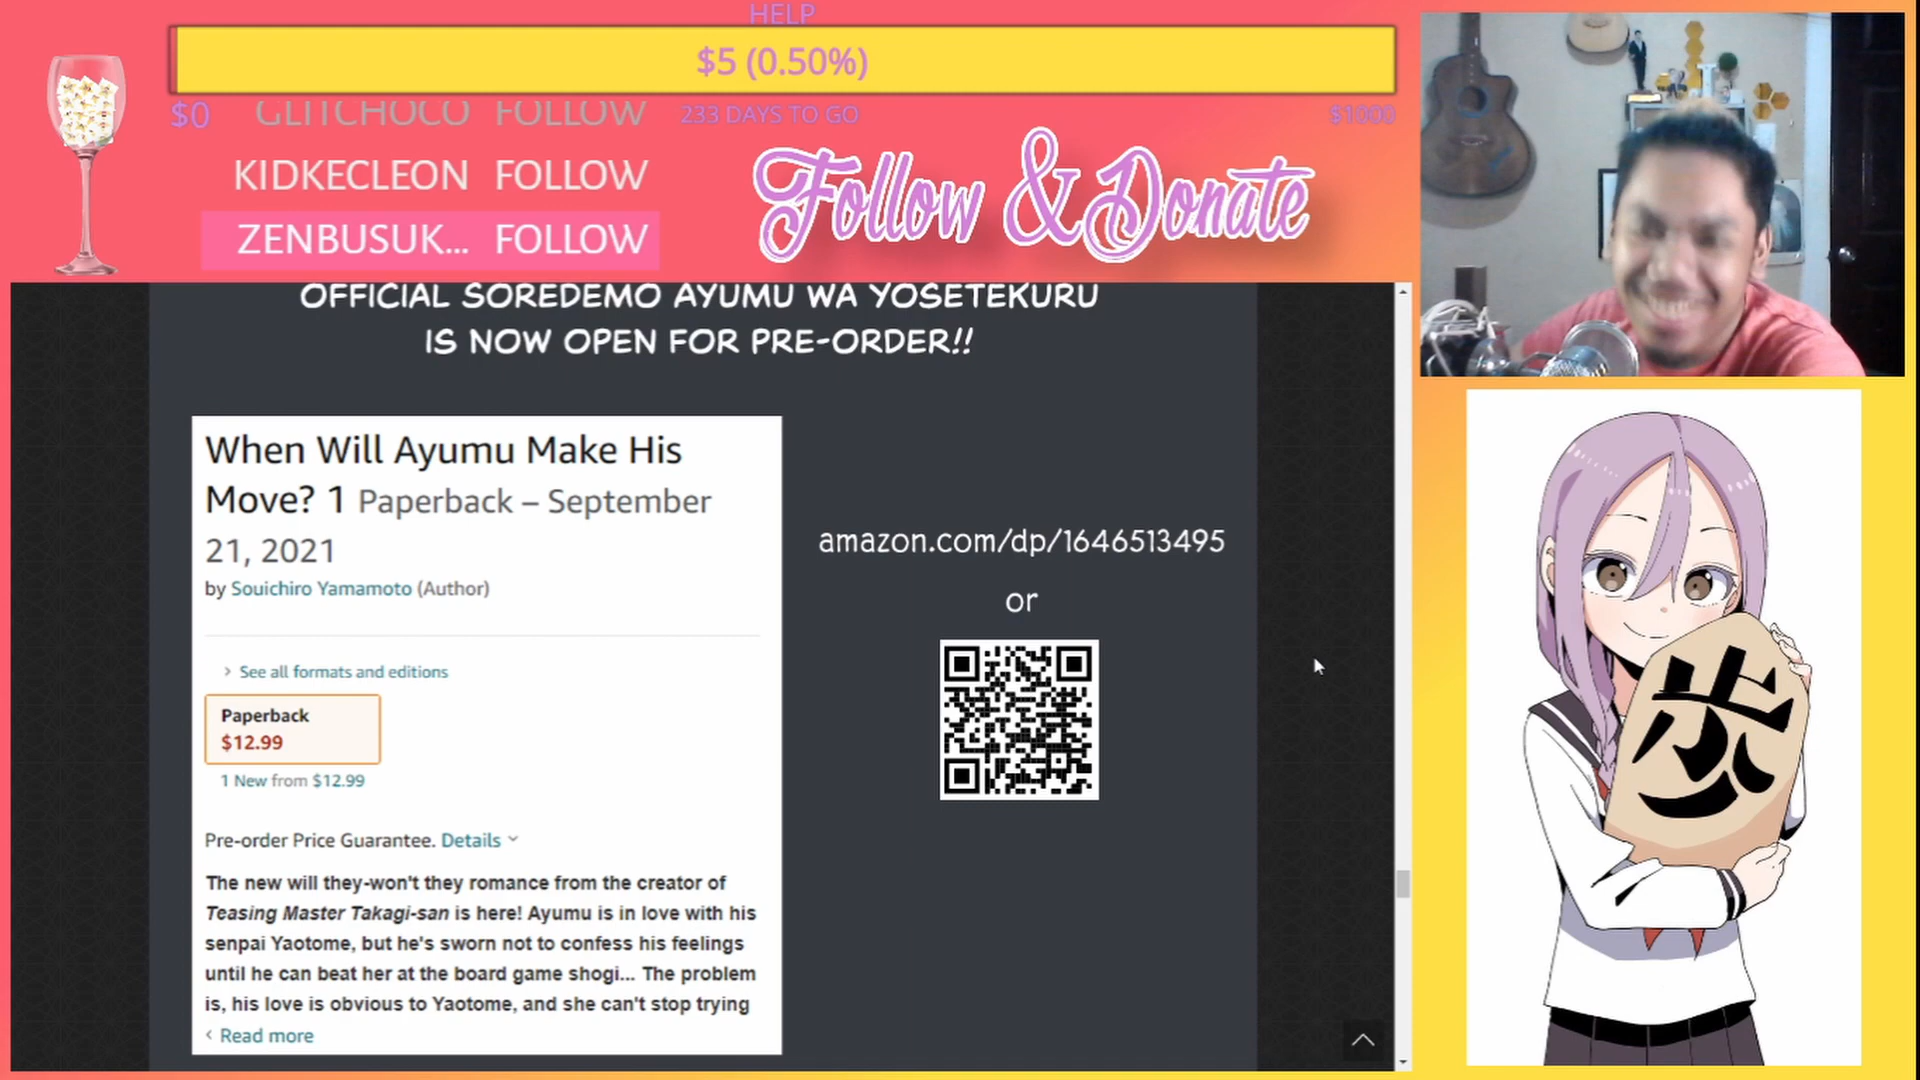 HELP
$5 (0.50%)
$0
233 DAYS TO GO
$1000
GLITCHOCO FOLLOW
KIDKECLEON FOLLOW
ZENBUSUK... FOLLOW
Follow & Donate
OFFICIAL SOREDEMO AYUMU WA YOSETEKURU
IS NOW OPEN FOR PRE-ORDER!!
When Will Ayumu Make His
Move? 1 Paperback – September
21, 2021
by Souichiro Yamamoto (Author)
› See all formats and editions
Paperback
$12.99
1 New from $12.99
Pre-order Price Guarantee. Details
The new will they-won't they romance from the creator of
Teasing Master Takagi-san is here! Ayumu is in love with his
senpai Yaotome, but he's sworn not to confess his feelings
until he can beat her at the board game shogi... The problem
is, his love is obvious to Yaotome, and she can't stop trying
‹ Read more
amazon.com/dp/1646513495
or
歩